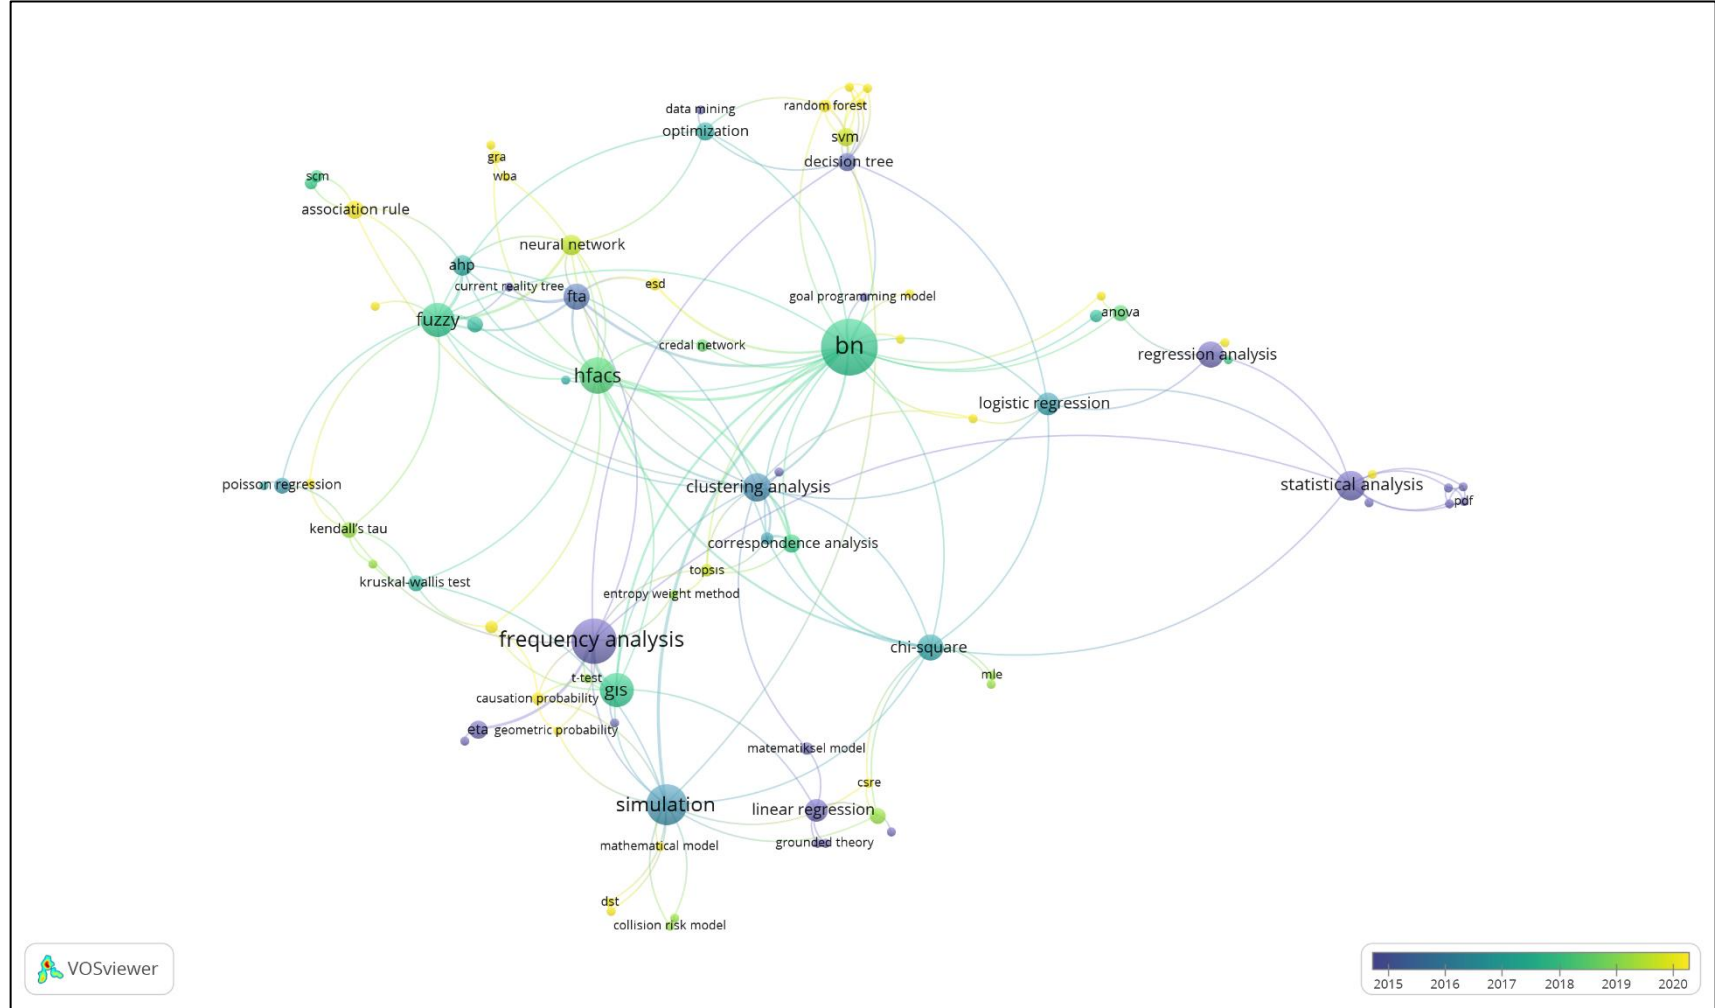 data mining
random forest
optimization
svm
decision tree
gra
wba
scm
association rule
neural network
ahp
current reality tree
fta
esd
goal programming model
fuzzy
anova
credal network
bn
regression analysis
hfacs
logistic regression
poisson regression
clustering analysis
statistical analysis
pdf
kendall's tau
correspondence analysis
kruskal-wallis test
topsis
entropy weight method
frequency analysis
chi-square
t-test
mle
gis
causation probability
eta
geometric probability
matematiksel model
csre
simulation
linear regression
mathematical model
grounded theory
dst
collision risk model
VOSviewer
2015 2016 2017 2018 2019 2020